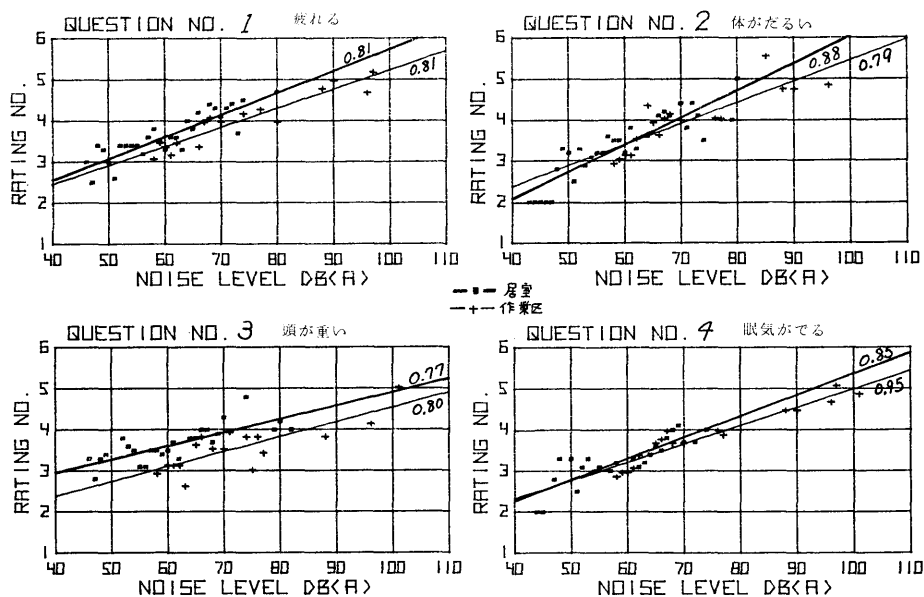 QUESTION NO. 1 疲れる
RATING NO.
6
5
4
3
2
1
0.81
0.81
40 50 60 70 80 90 100 110
NOISE LEVEL DB(A)
QUESTION NO. 2 体がだるい
RATING NO.
6
5
4
3
2
1
0.88
0.79
40 50 60 70 80 90 100 110
NOISE LEVEL DB(A)
居室
作業区
QUESTION NO. 3 頭が重い
RATING NO.
6
5
4
3
2
1
0.77
0.80
40 50 60 70 80 90 100 110
NOISE LEVEL DB(A)
QUESTION NO. 4 眠気がでる
RATING NO.
6
5
4
3
2
1
0.85
0.95
40 50 60 70 80 90 100 110
NOISE LEVEL DB(A)